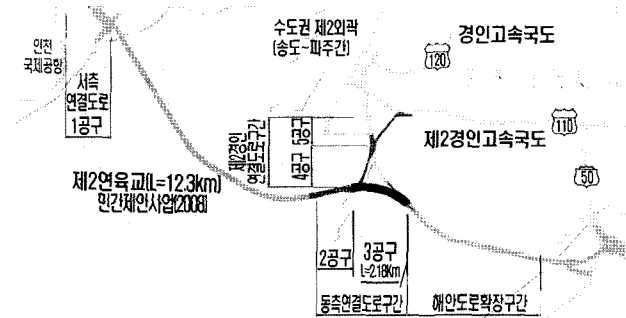 수도권 제2외곽
(송도~파주간)
경인고속국도
120
인천
국제공항
서측
연결도로
1공구
제2경인
연결도로구간
5공구
4공구
110
제2경인고속국도
50
제2연육교(L=12.3km)
민간제안사업(2008)
2공구
3공구
L=2.18Km
동측연결도로구간
해안도로확장구간